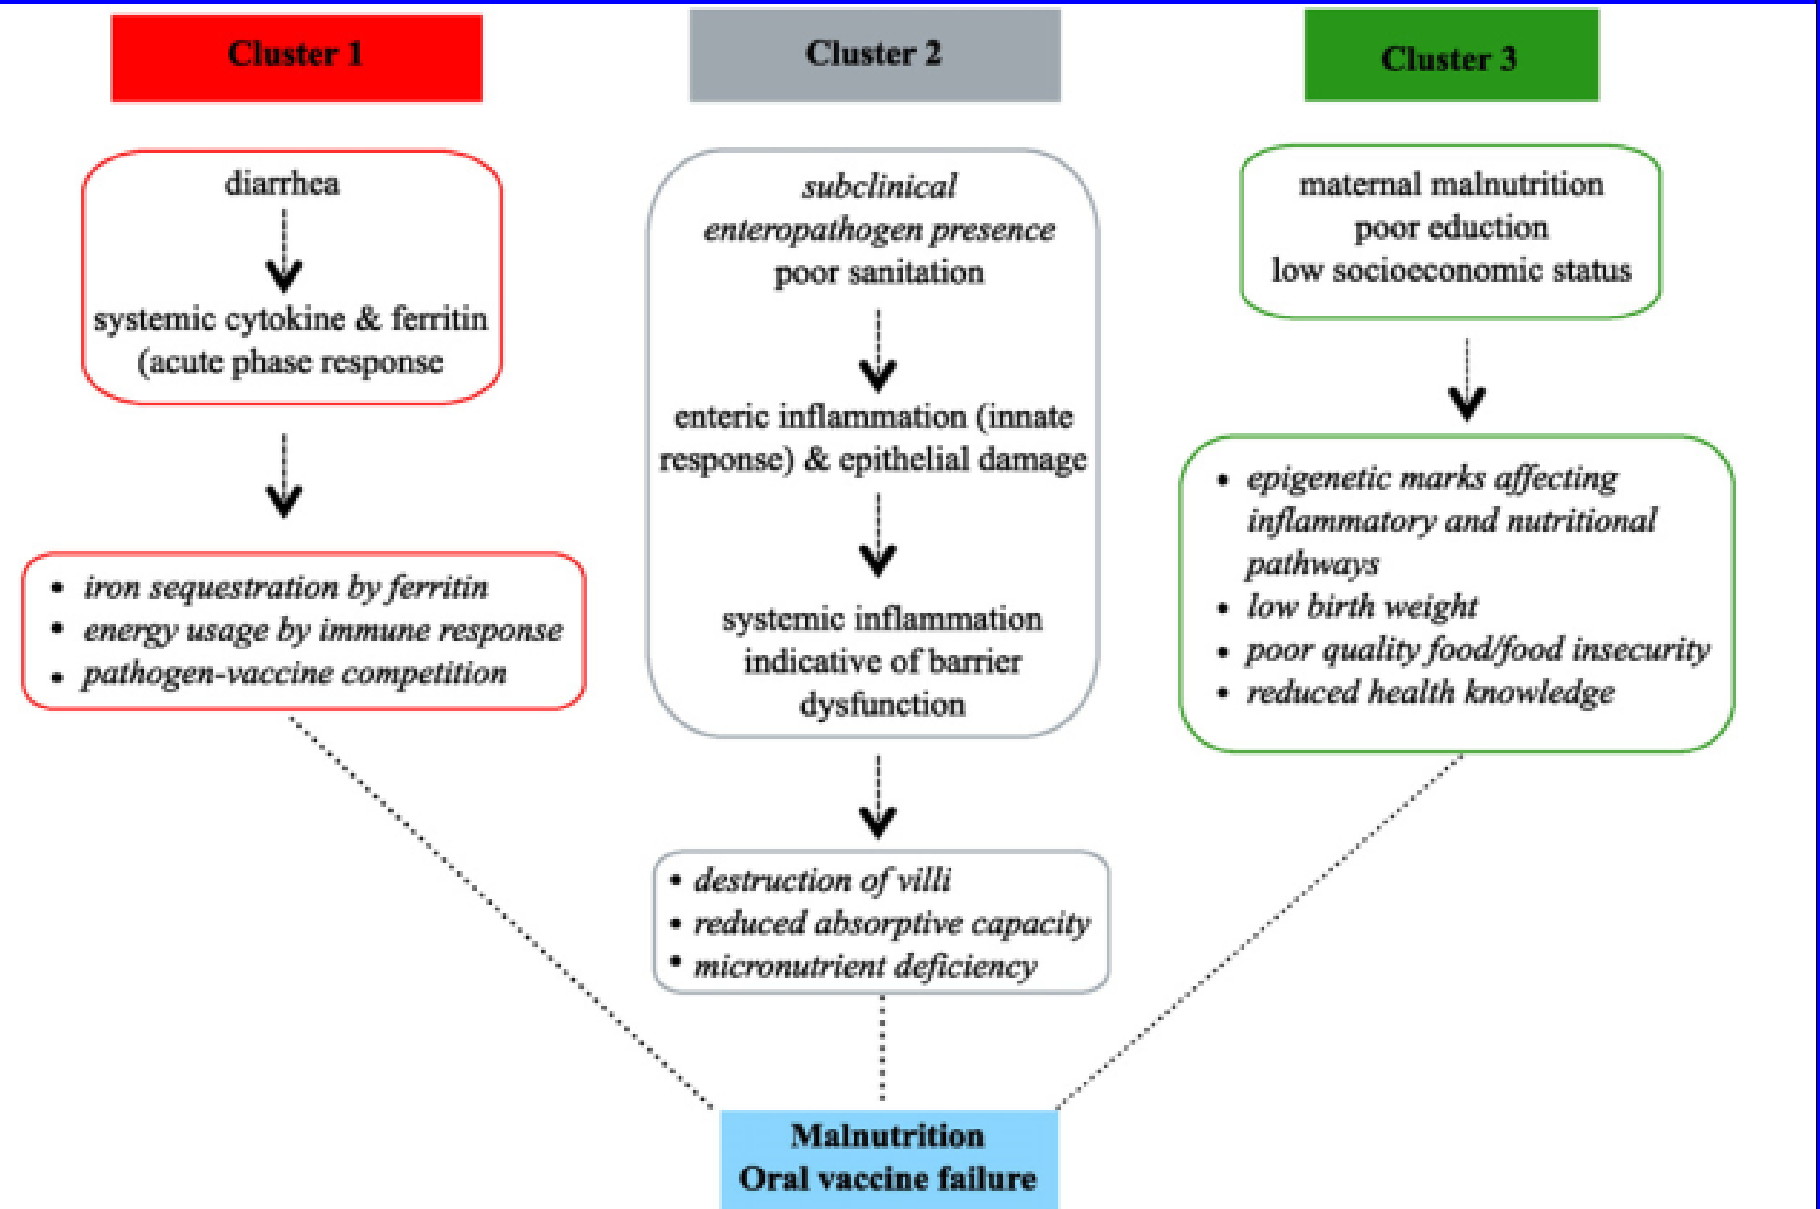 Cluster 1
diarrhea
systemic cytokine & ferritin
(acute phase response
• iron sequestration by ferritin
• energy usage by immune response
• pathogen-vaccine competition
Cluster 2
subclinical
enteropathogen presence
poor sanitation
enteric inflammation (innate
response) & epithelial damage
systemic inflammation
indicative of barrier
dysfunction
• destruction of villi
• reduced absorptive capacity
• micronutrient deficiency
Cluster 3
maternal malnutrition
poor eduction
low socioeconomic status
• epigenetic marks affecting
inflammatory and nutritional
pathways
• low birth weight
• poor quality food/food insecurity
• reduced health knowledge
Malnutrition
Oral vaccine failure